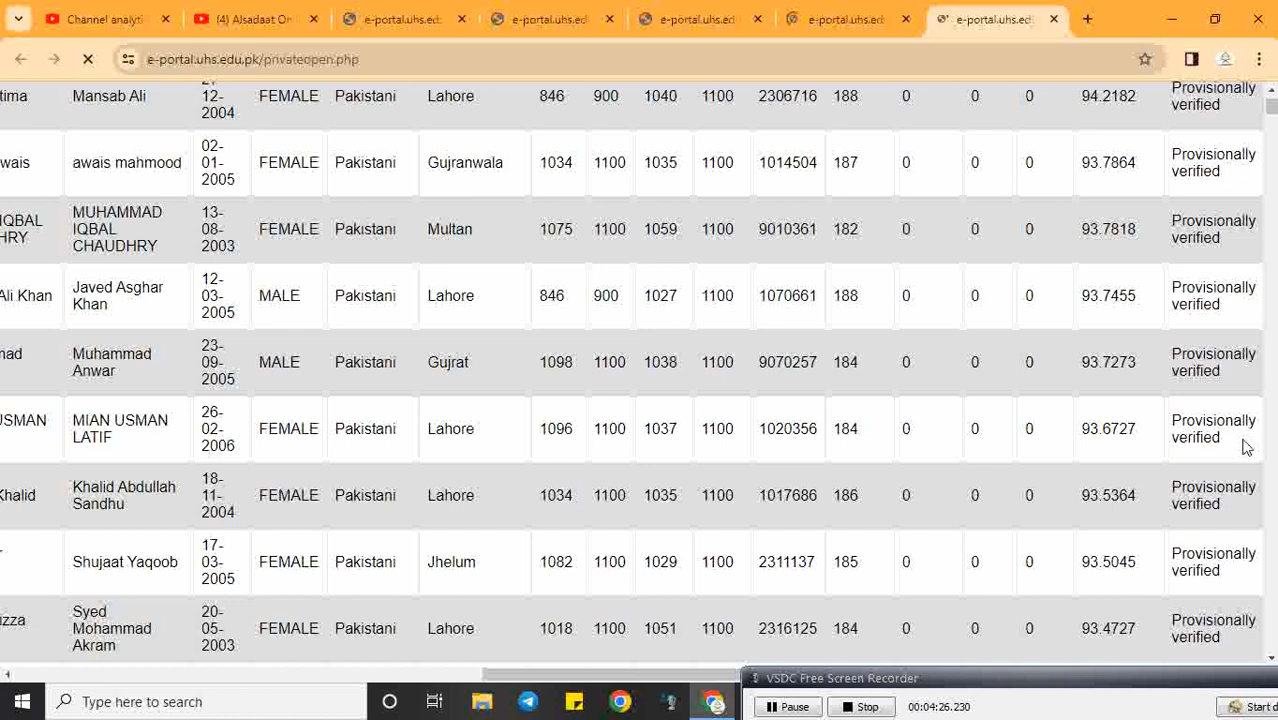 Channel analyti
(4) Alsadaat On
e-portal.uhs.ed
e-portal.uhs.edu
e-portal.uhs.edu
e-portal.uhs.edu
e-portal.uhs.edu
e-portal.uhs.edu.pk/privateopen.php
tima Mansab Ali 12-2004 FEMALE Pakistani Lahore 846 900 1040 1100 2306716 188 0 0 0 94.2182 Provisionally verified
wais awais mahmood 02-01-2005 FEMALE Pakistani Gujranwala 1034 1100 1035 1100 1014504 187 0 0 0 93.7864 Provisionally verified
IQBAL HRY MUHAMMAD IQBAL CHAUDHRY 13-08-2003 FEMALE Pakistani Multan 1075 1100 1059 1100 9010361 182 0 0 0 93.7818 Provisionally verified
Ali Khan Javed Asghar Khan 12-03-2005 MALE Pakistani Lahore 846 900 1027 1100 1070661 188 0 0 0 93.7455 Provisionally verified
nad Muhammad Anwar 23-09-2005 MALE Pakistani Gujrat 1098 1100 1038 1100 9070257 184 0 0 0 93.7273 Provisionally verified
USMAN MIAN USMAN LATIF 26-02-2006 FEMALE Pakistani Lahore 1096 1100 1037 1100 1020356 184 0 0 0 93.6727 Provisionally verified
Khalid Khalid Abdullah Sandhu 18-11-2004 FEMALE Pakistani Lahore 1034 1100 1035 1100 1017686 186 0 0 0 93.5364 Provisionally verified
Shujaat Yaqoob 17-03-2005 FEMALE Pakistani Jhelum 1082 1100 1029 1100 2311137 185 0 0 0 93.5045 Provisionally verified
izza Syed Mohammad Akram 20-05-2003 FEMALE Pakistani Lahore 1018 1100 1051 1100 2316125 184 0 0 0 93.4727 Provisionally verified
VSDC Free Screen Recorder
Type here to search
Pause Stop 00:04:26.230 Start d